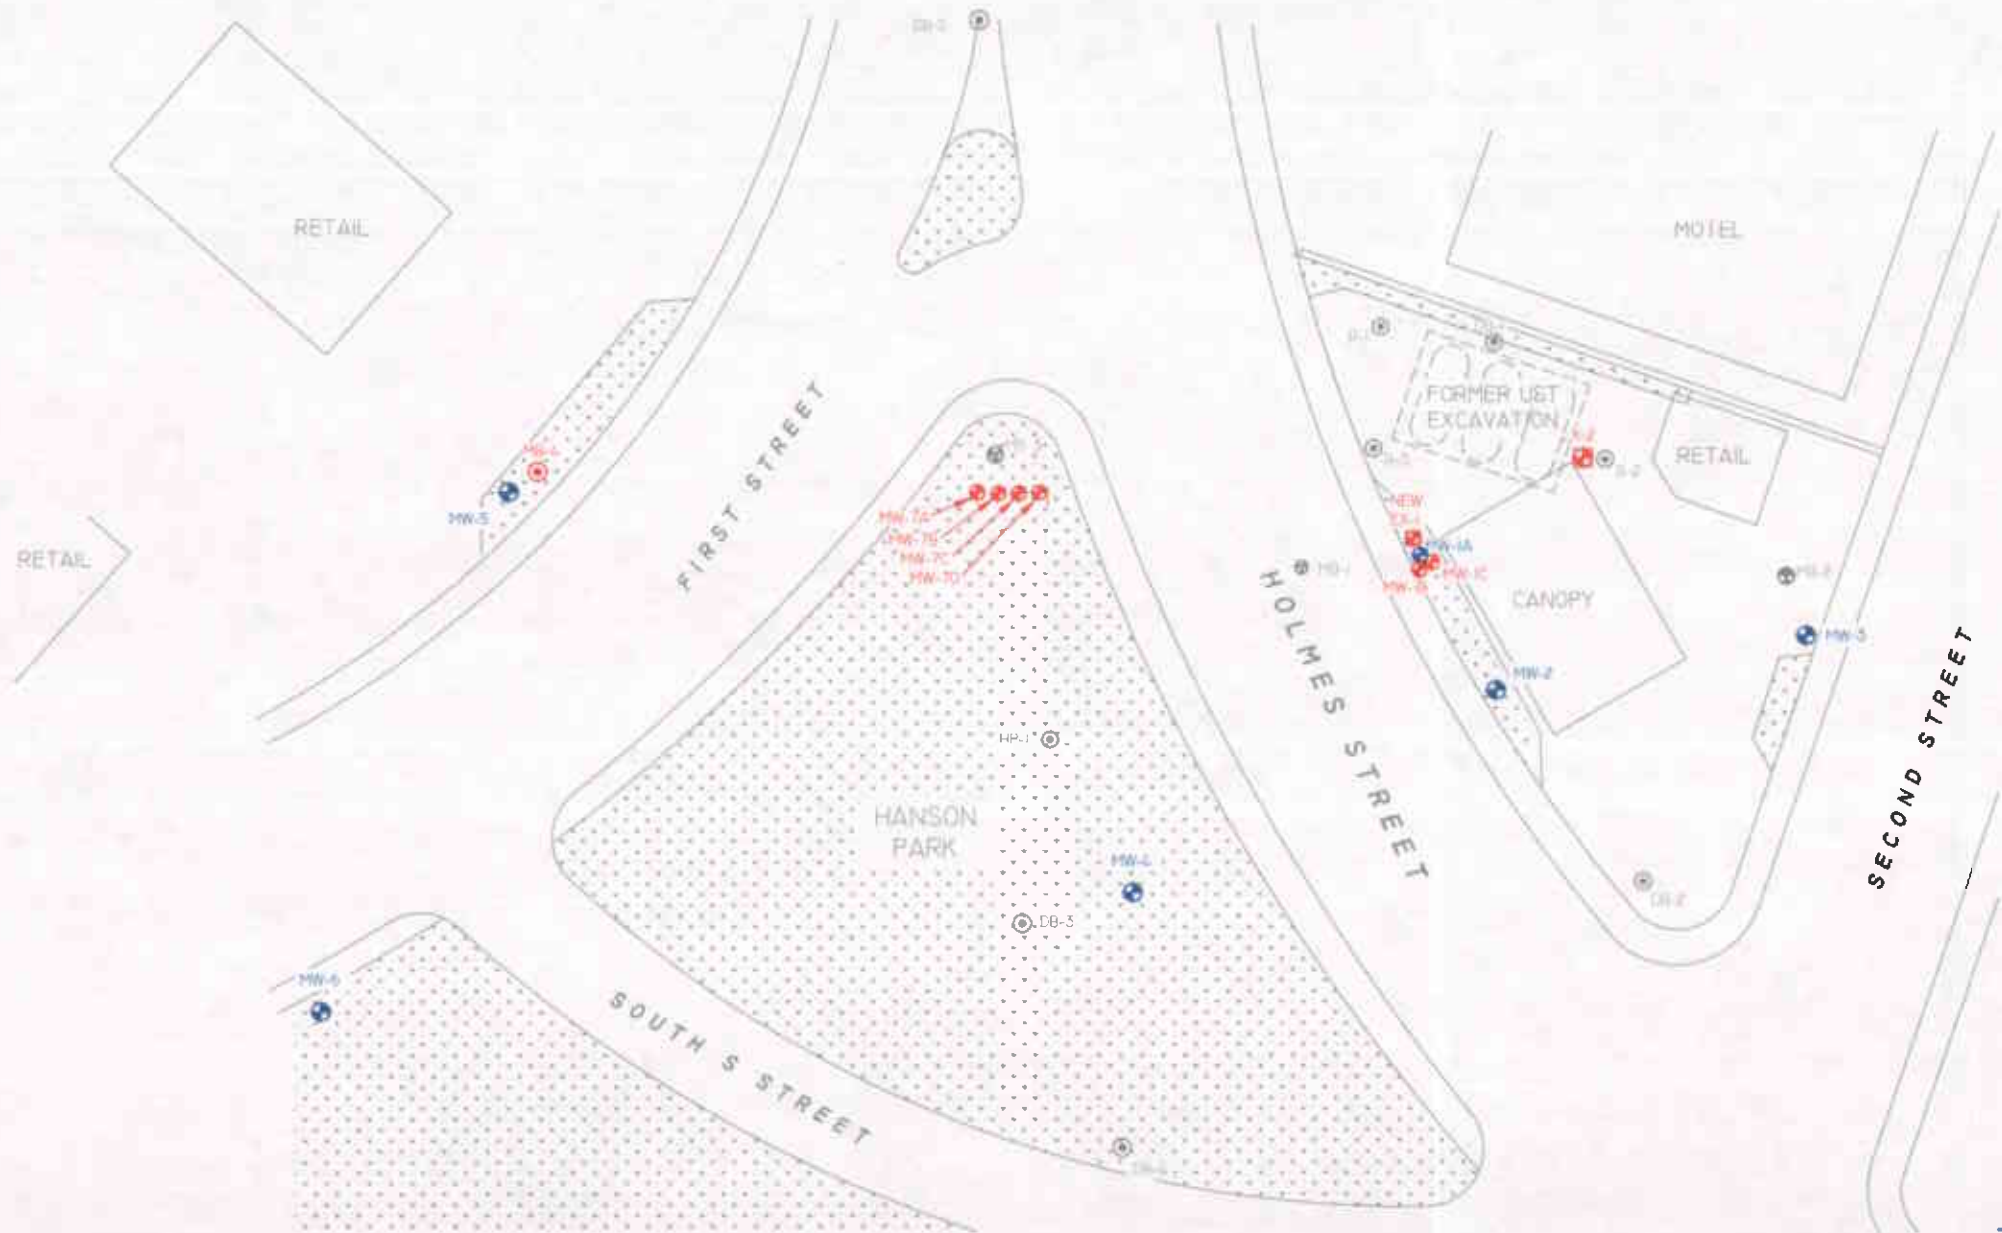 RETAIL
MOTEL
FORMER UST
EXCAVATION
RETAIL
FIRST STREET
MW-5
RETAIL
NEW
MW-7A
MW-7B
MW-7C
MW-7D
MW-1A
MW-1C
CANOPY
MW-3
MW-2
HOLMES STREET
SECOND STREET
HP-1
HANSON
PARK
MW-4
DB-3
DB-2
MW-6
SOUTH S STREET